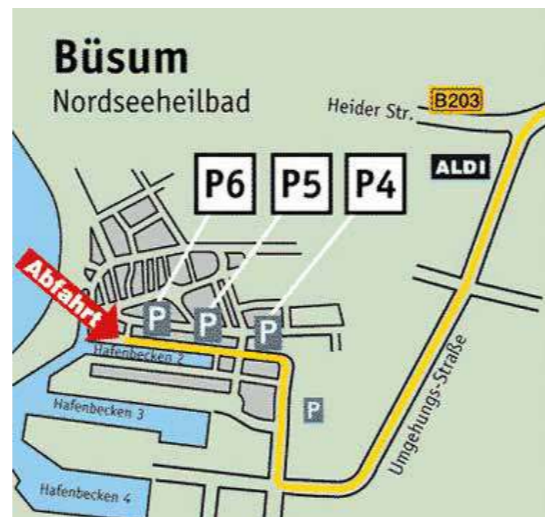 Büsum
Nordseeheilbad
Heider Str.
B203
ALDI
P6
P5
P4
Abfahrt
P
P
P
P
Hafenbecken 2
Hafenbecken 3
Hafenbecken 4
Umgehungs-Straße